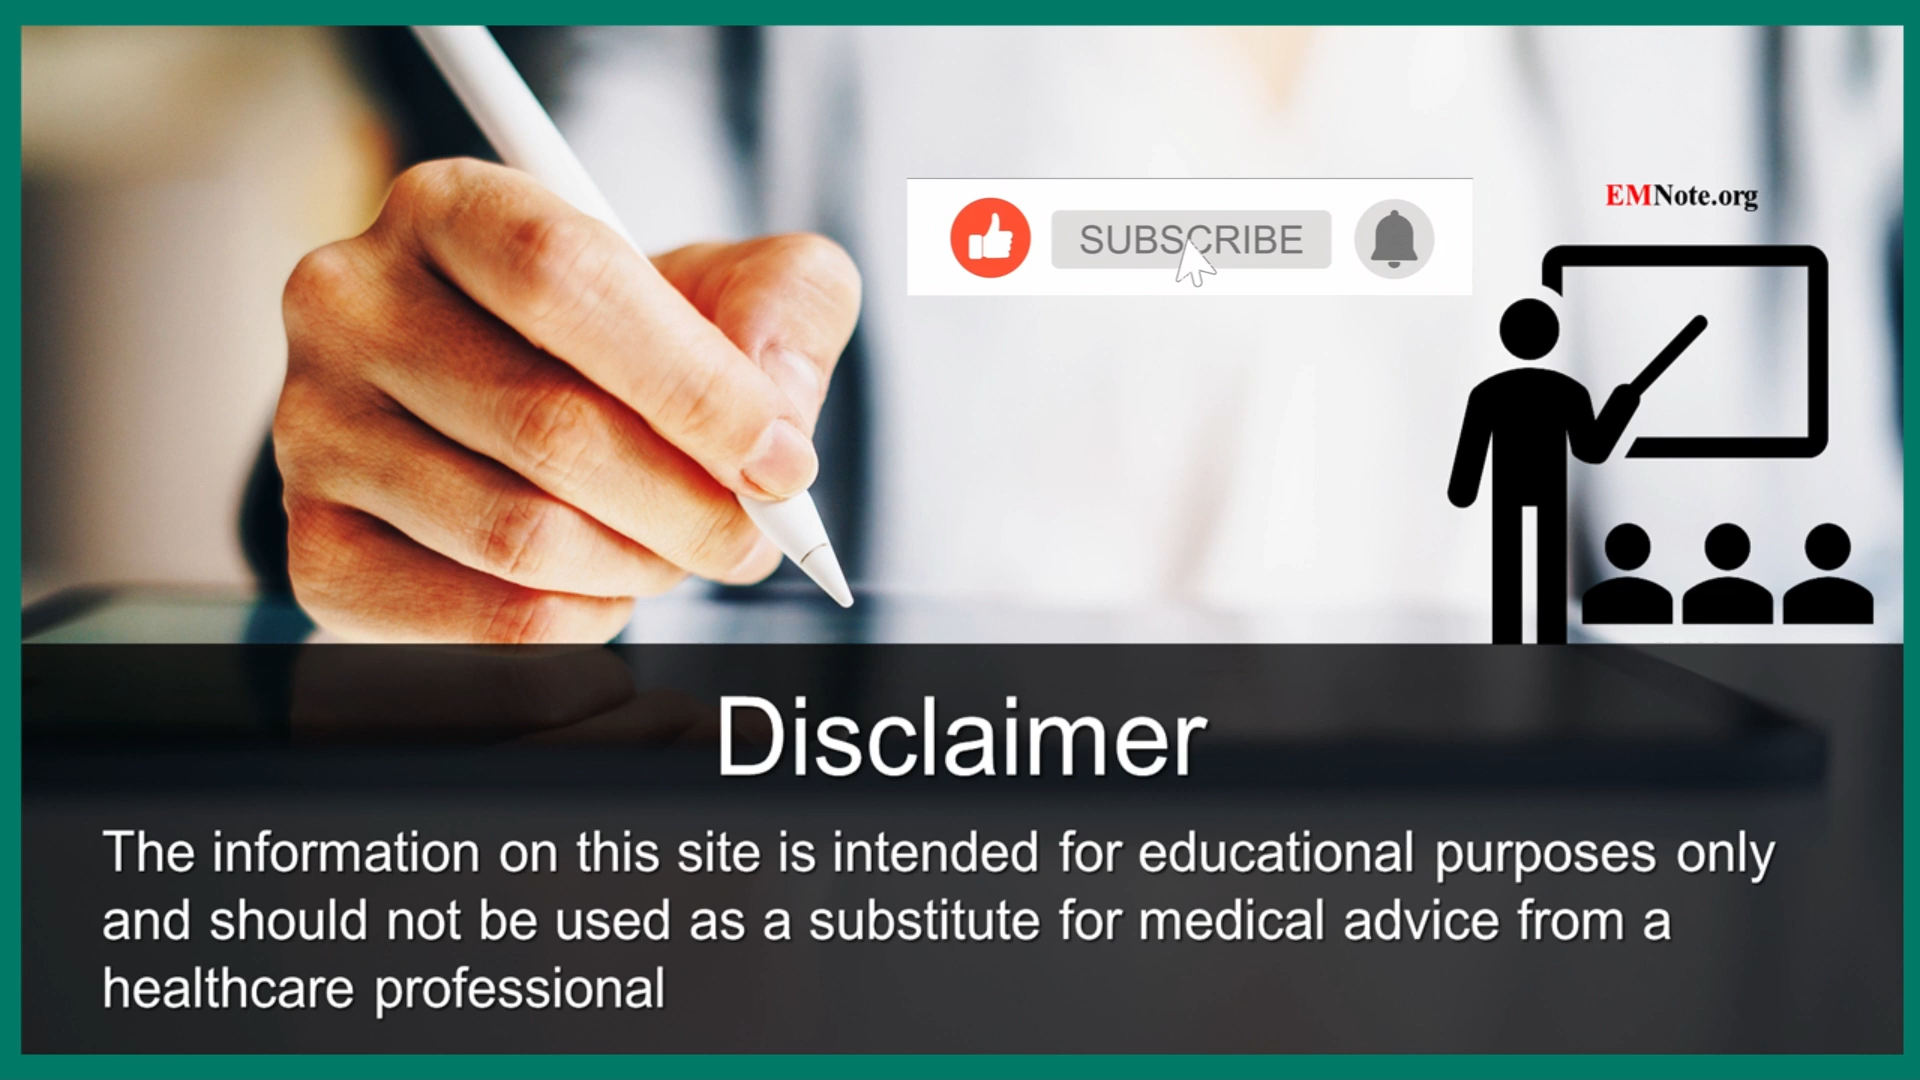 SUBSCRIBE
EMNote.org
Disclaimer
The information on this site is intended for educational purposes only
and should not be used as a substitute for medical advice from a
healthcare professional